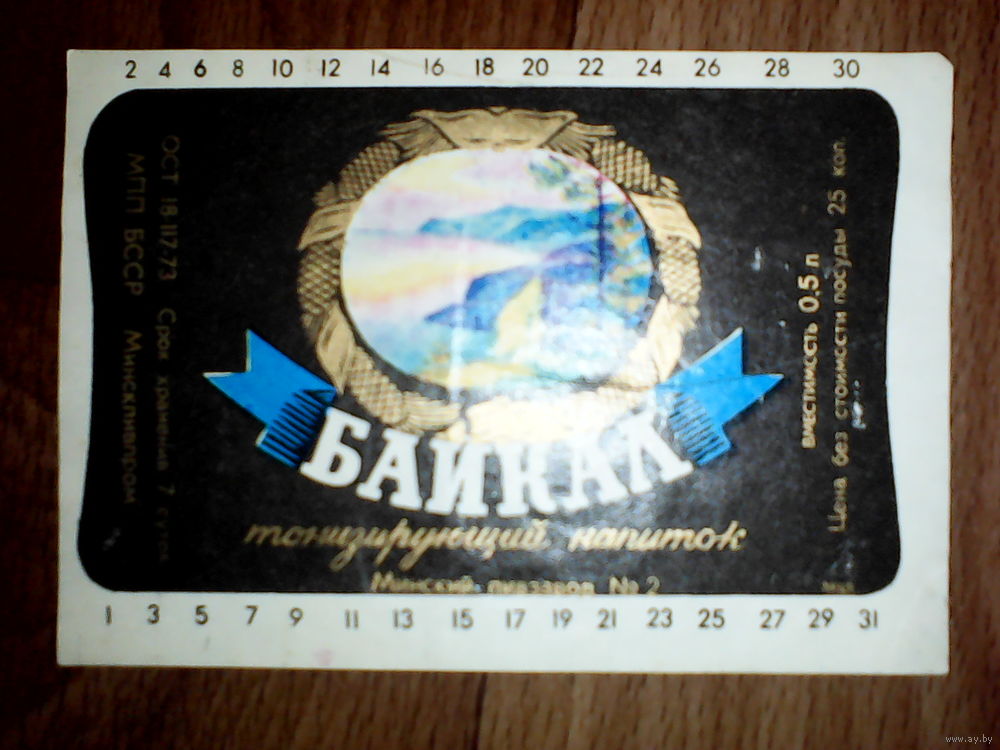 2 4 6 8 10 12 14 16 18 20 22 24 26 28 30
ОСТ 18-117-73 Срок хранения 7 суток
МПП БССР Минскпивпром
БАЙКАЛ
тонизирующий напиток
Минский пивзавод № 2
Вместимость 0,5 л
Цена без стоимости посуды 25 коп.
1 3 5 7 9 11 13 15 17 19 21 23 25 27 29 31
www.ay.by